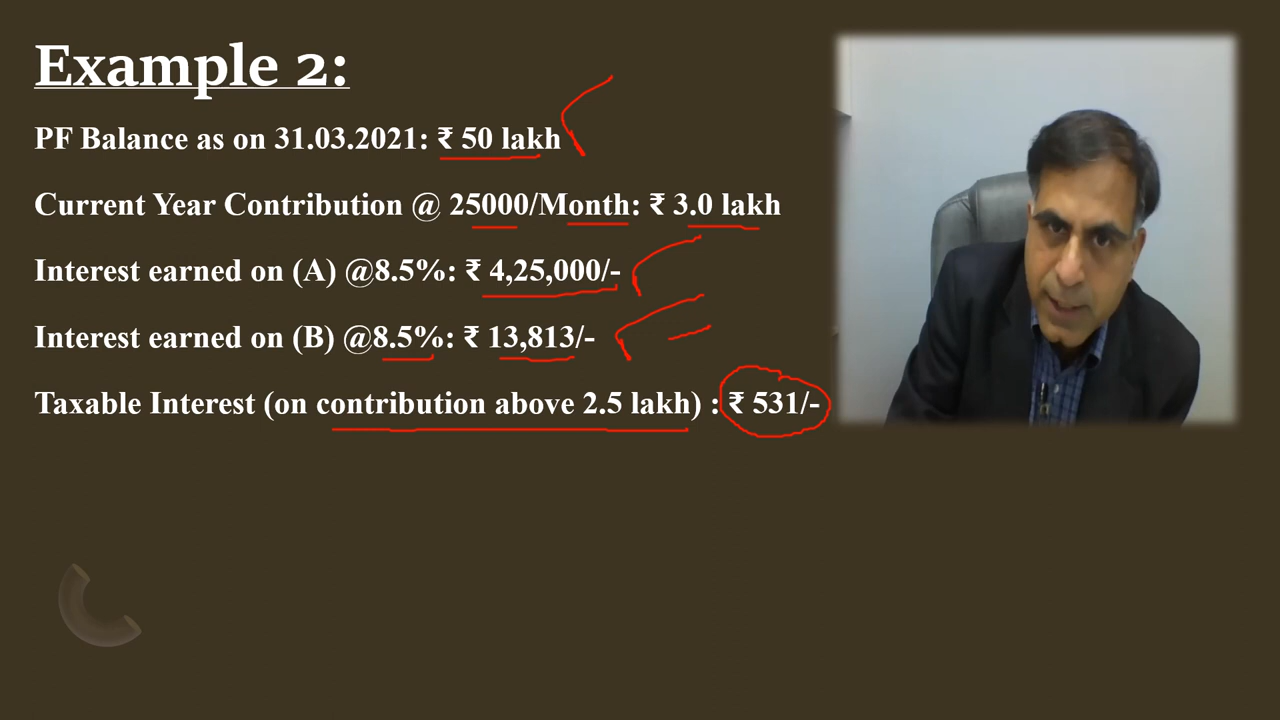 Example 2:
PF Balance as on 31.03.2021: ₹ 50 lakh
Current Year Contribution @ 25000/Month: ₹ 3.0 lakh
Interest earned on (A) @8.5%: ₹ 4,25,000/-
Interest earned on (B) @8.5%: ₹ 13,813/-
Taxable Interest (on contribution above 2.5 lakh) : ₹ 531/-